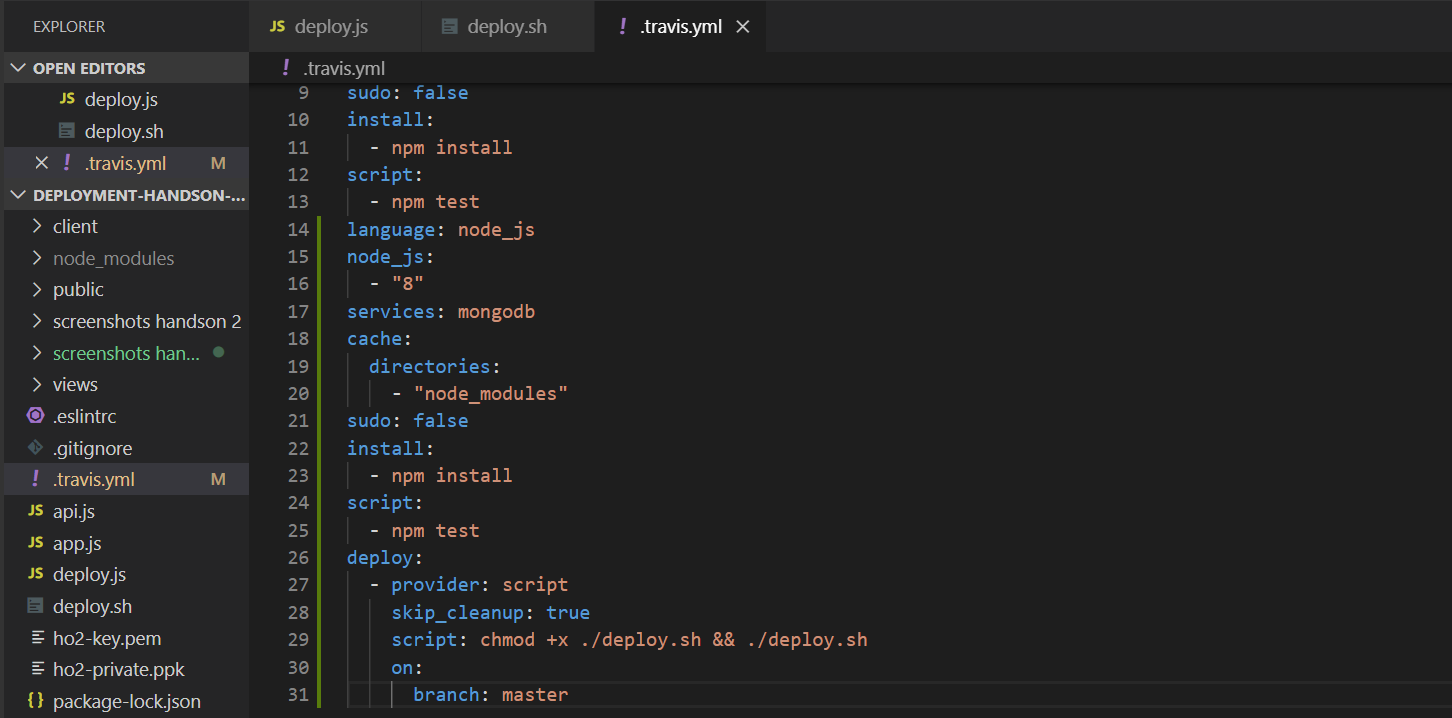 EXPLORER
OPEN EDITORS
JS deploy.js
deploy.sh
! .travis.yml M
DEPLOYMENT-HANDSON-...
client
node_modules
public
screenshots handson 2
screenshots han...
views
.eslintrc
.gitignore
! .travis.yml M
JS api.js
JS app.js
JS deploy.js
deploy.sh
ho2-key.pem
ho2-private.ppk
{} package-lock.json
JS deploy.js deploy.sh ! .travis.yml
! .travis.yml
9 sudo: false
10 install:
11 - npm install
12 script:
13 - npm test
14 language: node_js
15 node_js:
16 - "8"
17 services: mongodb
18 cache:
19 directories:
20 - "node_modules"
21 sudo: false
22 install:
23 - npm install
24 script:
25 - npm test
26 deploy:
27 - provider: script
28 skip_cleanup: true
29 script: chmod +x ./deploy.sh && ./deploy.sh
30 on:
31 branch: master